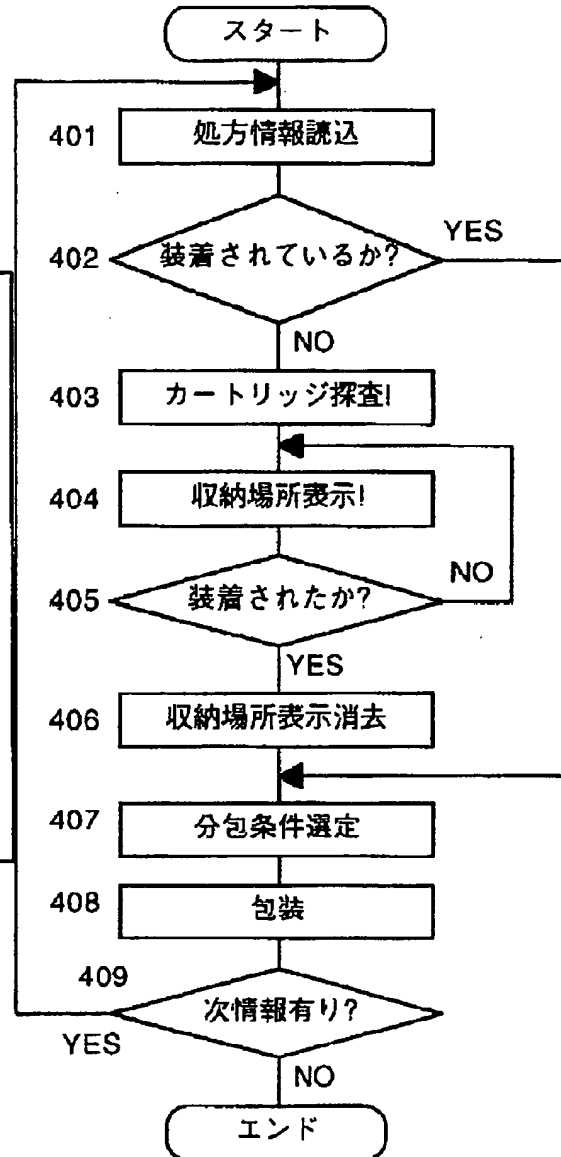 スタート
401 処方情報読込
402 装着されているか? YES
NO
403 カートリッジ探査!
404 収納場所表示!
405 装着されたか? NO
YES
406 収納場所表示消去
407 分包条件選定
408 包装
409 次情報有り?
YES
NO
エンド